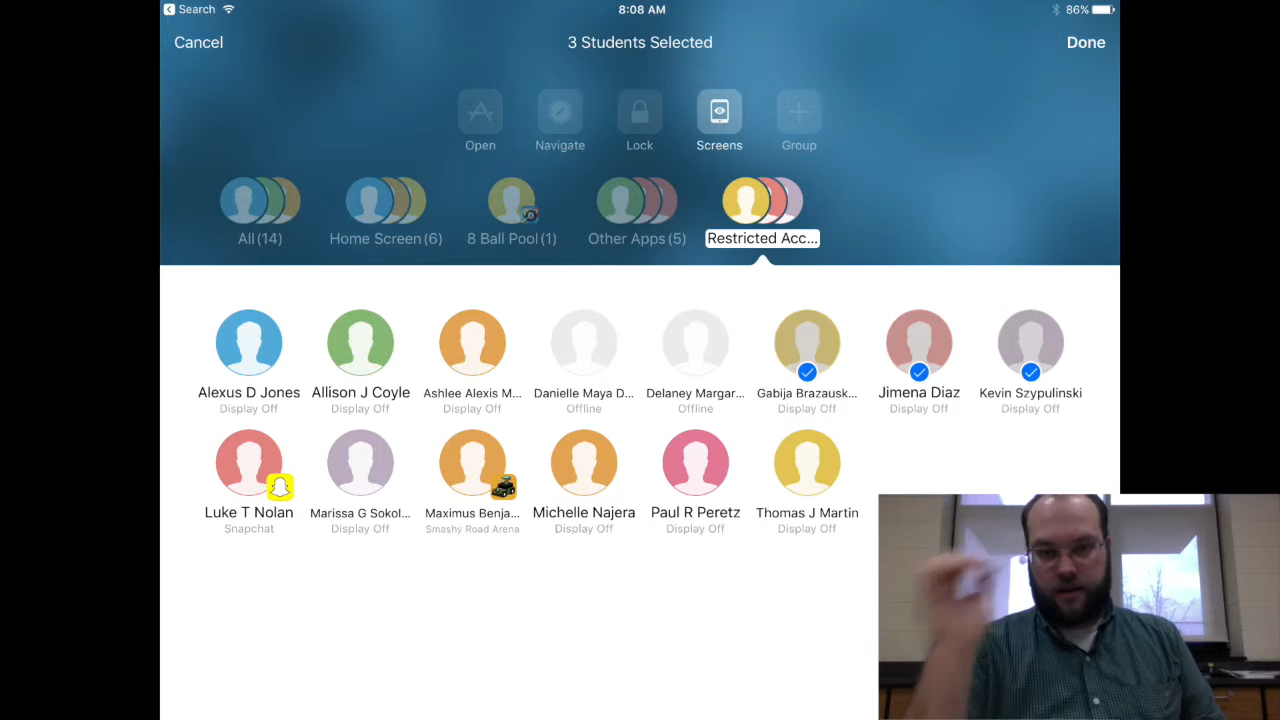 Search 8:08 AM 86%
Cancel 3 Students Selected Done
Open Navigate Lock Screens Group
All (14) Home Screen (6) 8 Ball Pool (1) Other Apps (5) Restricted Acc...
Alexus D Jones Allison J Coyle Ashlee Alexis M... Danielle Maya D... Delaney Margar... Gabija Brazausk... Jimena Diaz Kevin Szypulinski
Display Off Display Off Display Off Offline Offline Display Off Display Off Display Off
Luke T Nolan Marissa G Sokol... Maximus Benja... Michelle Najera Paul R Peretz Thomas J Martin
Snapchat Display Off Smashy Road Arena Display Off Display Off Display Off